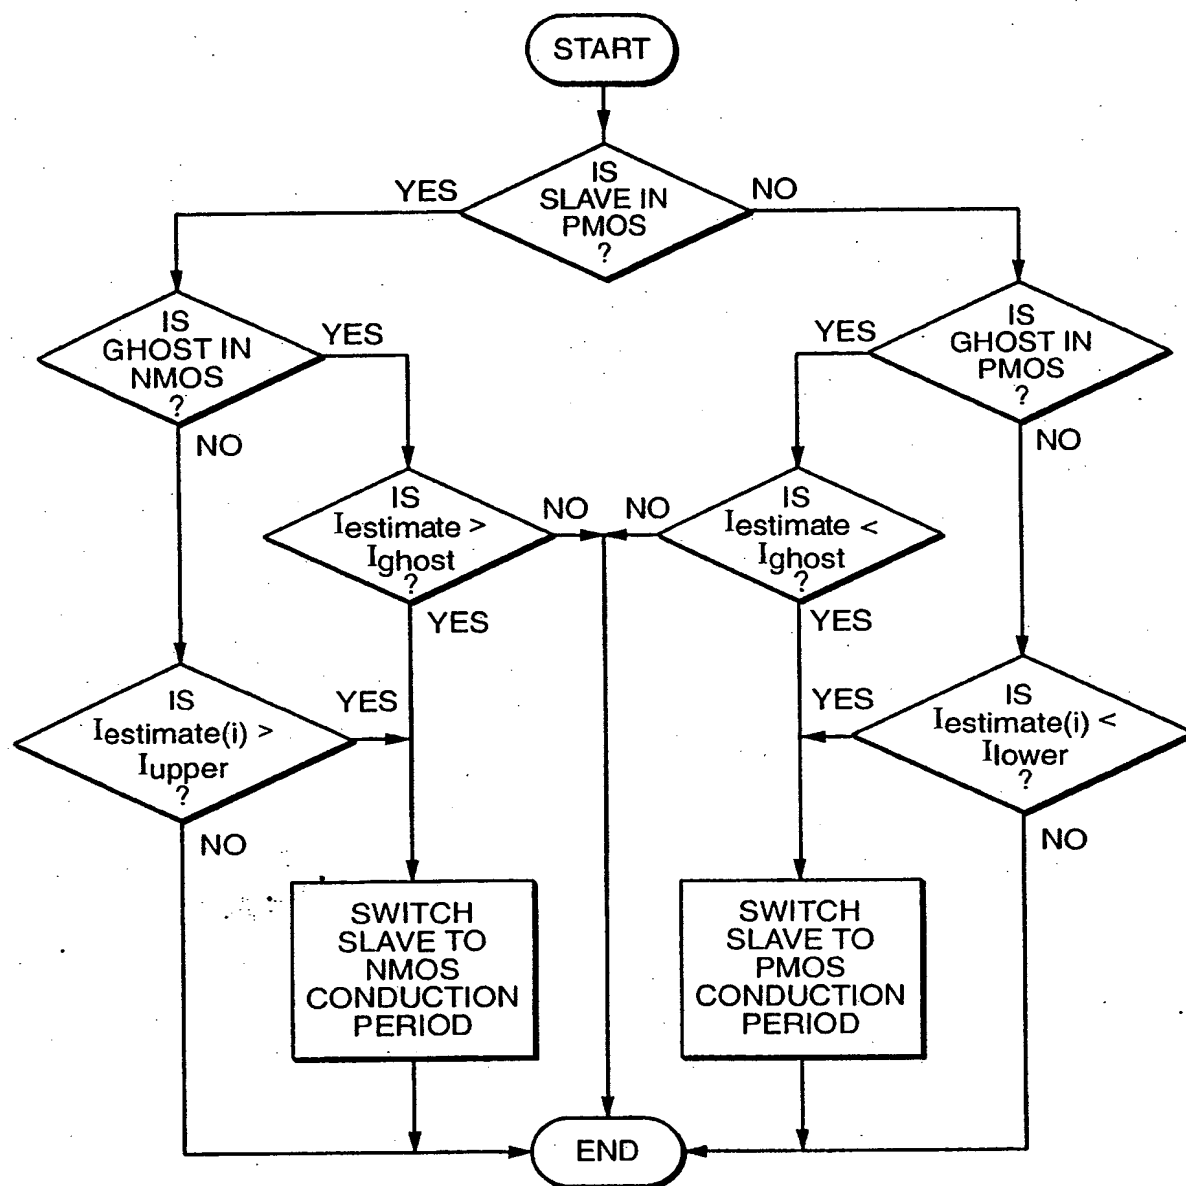 START
IS
SLAVE IN
PMOS
?
YES
NO
IS
GHOST IN
NMOS
?
YES
NO
IS
GHOST IN
PMOS
?
YES
NO
IS
Iestimate >
Ighost
?
NO
YES
IS
Iestimate <
Ighost
?
NO
YES
IS
Iestimate(i) >
Iupper
?
YES
NO
IS
Iestimate(i) <
Ilower
?
YES
NO
SWITCH
SLAVE TO
NMOS
CONDUCTION
PERIOD
SWITCH
SLAVE TO
PMOS
CONDUCTION
PERIOD
END